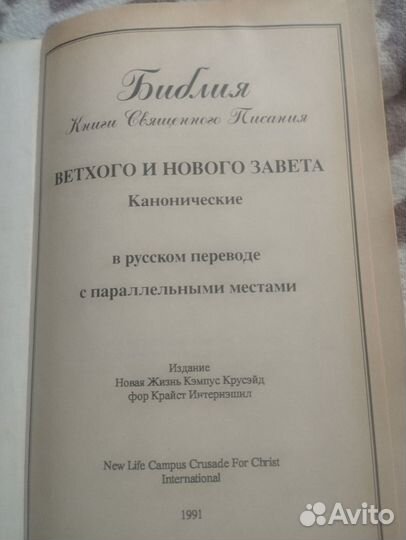 Библия
Книги Священного Писания
ВЕТХОГО И НОВОГО ЗАВЕТА
Канонические
в русском переводе
с параллельными местами
Издание
Новая Жизнь Кэмпус Крусэйд
фор Крайст Интернэшнл
New Life Campus Crusade For Christ
International
1991
Avito